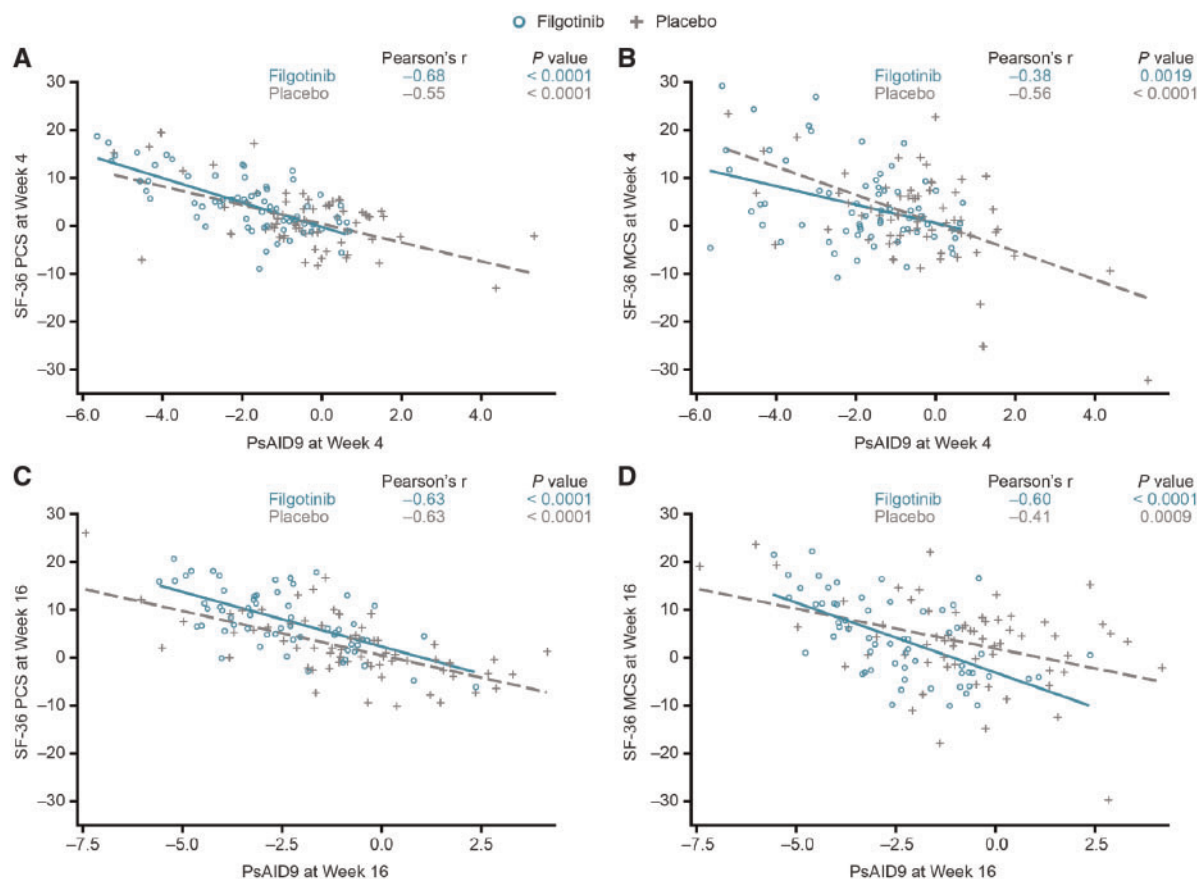 Filgotinib Placebo
A
Pearson's r P value
Filgotinib –0.68 < 0.0001
Placebo –0.55 < 0.0001
30
20
10
0
–10
–20
–30
SF-36 PCS at Week 4
–6.0 –4.0 –2.0 0.0 2.0 4.0
PsAID9 at Week 4
B
Pearson's r P value
Filgotinib –0.38 0.0019
Placebo –0.56 < 0.0001
30
20
10
0
–10
–20
–30
SF-36 MCS at Week 4
–6.0 –4.0 –2.0 0.0 2.0 4.0
PsAID9 at Week 4
C
Pearson's r P value
Filgotinib –0.63 < 0.0001
Placebo –0.63 < 0.0001
30
20
10
0
–10
–20
–30
SF-36 PCS at Week 16
–7.5 –5.0 –2.5 0.0 2.5
PsAID9 at Week 16
D
Pearson's r P value
Filgotinib –0.60 < 0.0001
Placebo –0.41 0.0009
30
20
10
0
–10
–20
–30
SF-36 MCS at Week 16
–7.5 –5.0 –2.5 0.0 2.5
PsAID9 at Week 16